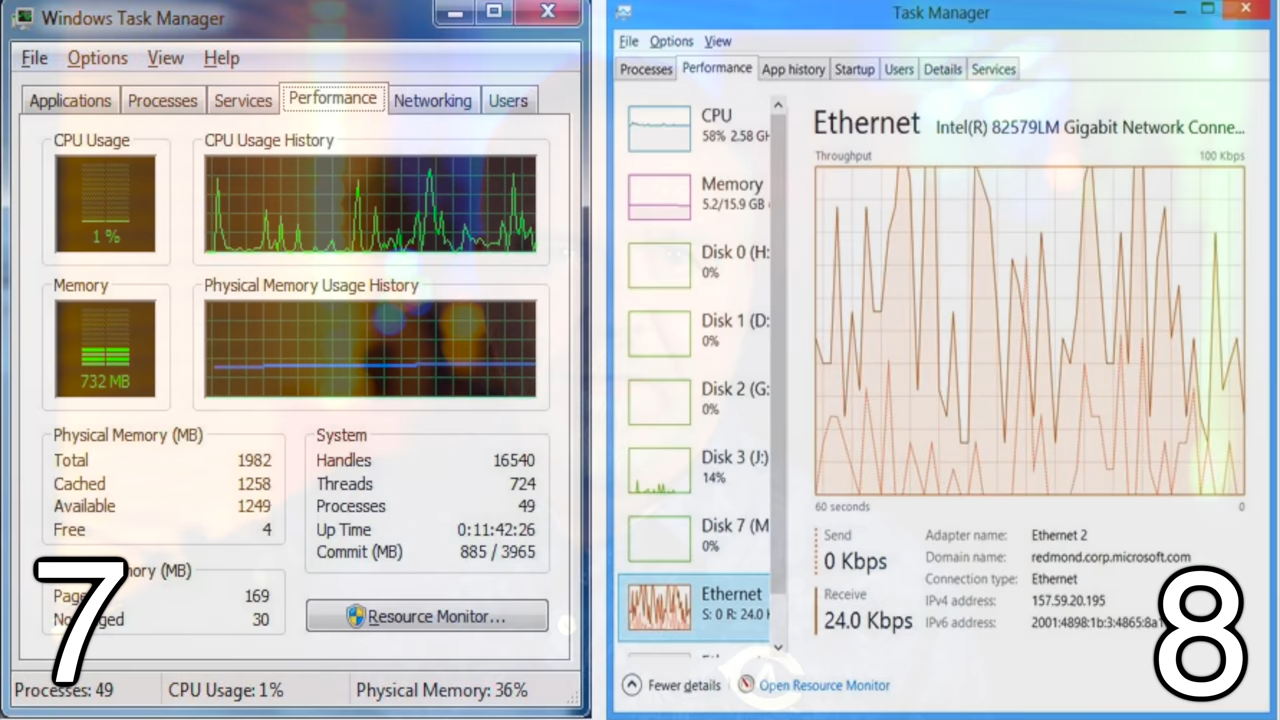 Windows Task Manager
File Options View Help
Applications Processes Services Performance Networking Users
CPU Usage
CPU Usage History
1 %
Memory
Physical Memory Usage History
732 MB
Physical Memory (MB)
Total 1982
Cached 1258
Available 1249
Free 4
System
Handles 16540
Threads 724
Processes 49
Up Time 0:11:42:26
Commit (MB) 885 / 3965
(MB)
169
30
Resource Monitor...
Processes: 49
CPU Usage: 1%
Physical Memory: 36%
7
Task Manager
File Options View
Processes Performance App history Startup Users Details Services
CPU
58% 2.58 GH
Memory
5.2/15.9 GB (
Disk 0 (H:
0%
Disk 1 (D:
0%
Disk 2 (G:
0%
Disk 3 (J:)
14%
Disk 7 (M
0%
Ethernet
S: 0 R: 24.0
Ethernet
Intel(R) 82579LM Gigabit Network Conne...
Throughput
100 Kbps
60 seconds
0
Send
0 Kbps
Receive
24.0 Kbps
Adapter name: Ethernet 2
Domain name: redmond.corp.microsoft.com
Connection type: Ethernet
IPv4 address: 157.59.20.195
IPv6 address: 2001:4898:1b:3:4865:8a1
Fewer details
Open Resource Monitor
8